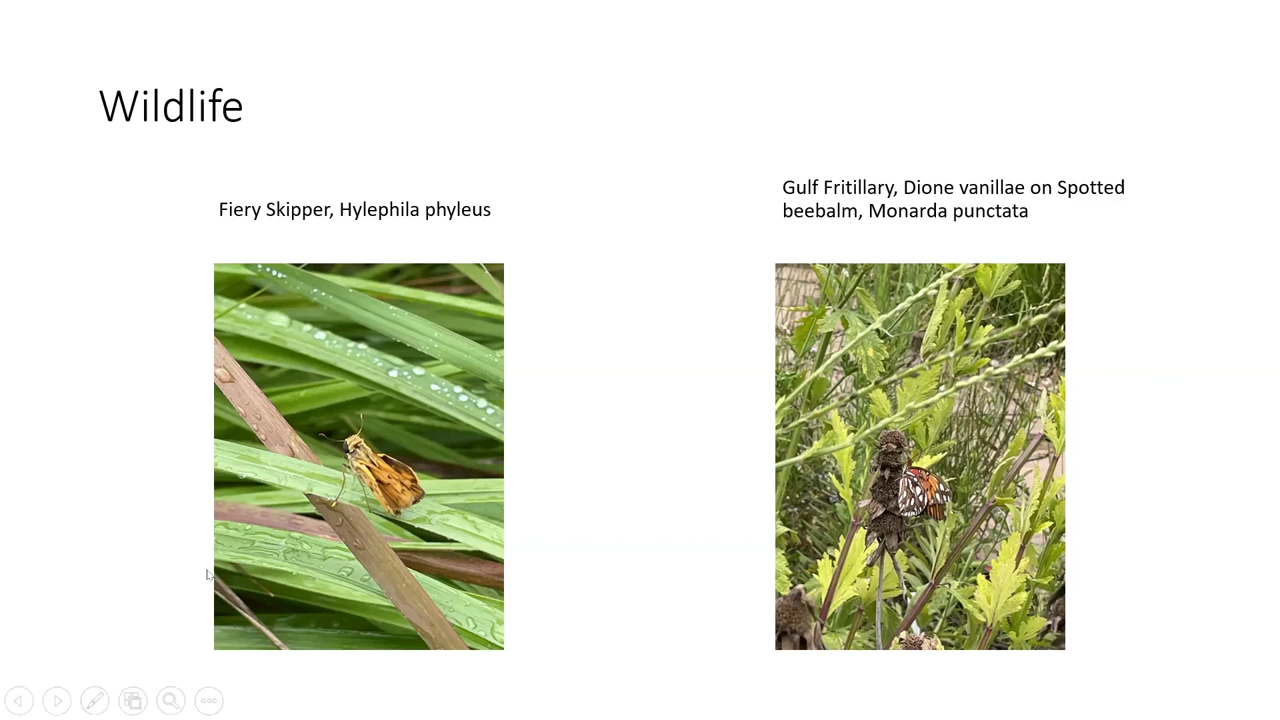 Wildlife
Fiery Skipper, Hylephila phyleus
Gulf Fritillary, Dione vanillae on Spotted
beebalm, Monarda punctata